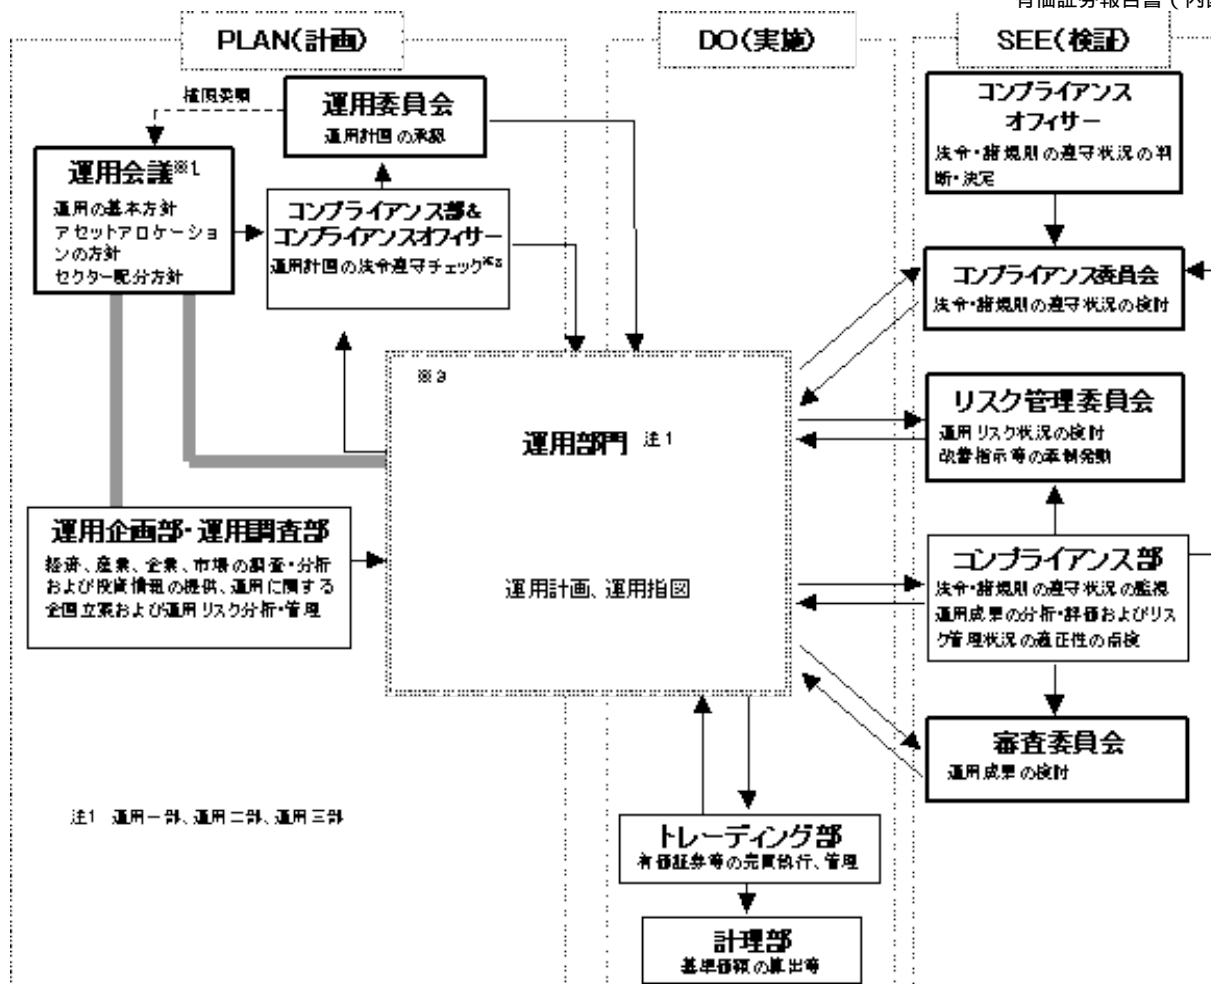 有価証券報告書（内国
PLAN(計画)
DO(実施)
SEE(検証)
権限委嘱
運用委員会
運用計画の承認
運用会議※1
運用の基本方針
アセットアロケーショ
ンの方針
セクター配分方針
コンプライアンス部&
コンプライアンスオフィサー
運用計画の法令遵守チェック※2
コンプライアンス
オフィサー
法令・諸規則の遵守状況の判
断・決定
コンプライアンス委員会
法令・諸規則の遵守状況の検討
※3
運用部門 注1
運用計画、運用指図
リスク管理委員会
運用リスク状況の検討
改善指示等の牽制発動
運用企画部・運用調査部
経済、産業、企業、市場の調査・分析
および投資情報の提供、運用に関する
企画立案および運用リスク分析・管理
コンプライアンス部
法令・諸規則の遵守状況の監視
運用成果の分析・評価およびリス
ク管理状況の適正性の点検
審査委員会
運用成果の検討
注1 運用一部、運用二部、運用三部
トレーディング部
有価証券等の売買執行、管理
計理部
基準価額の算出等